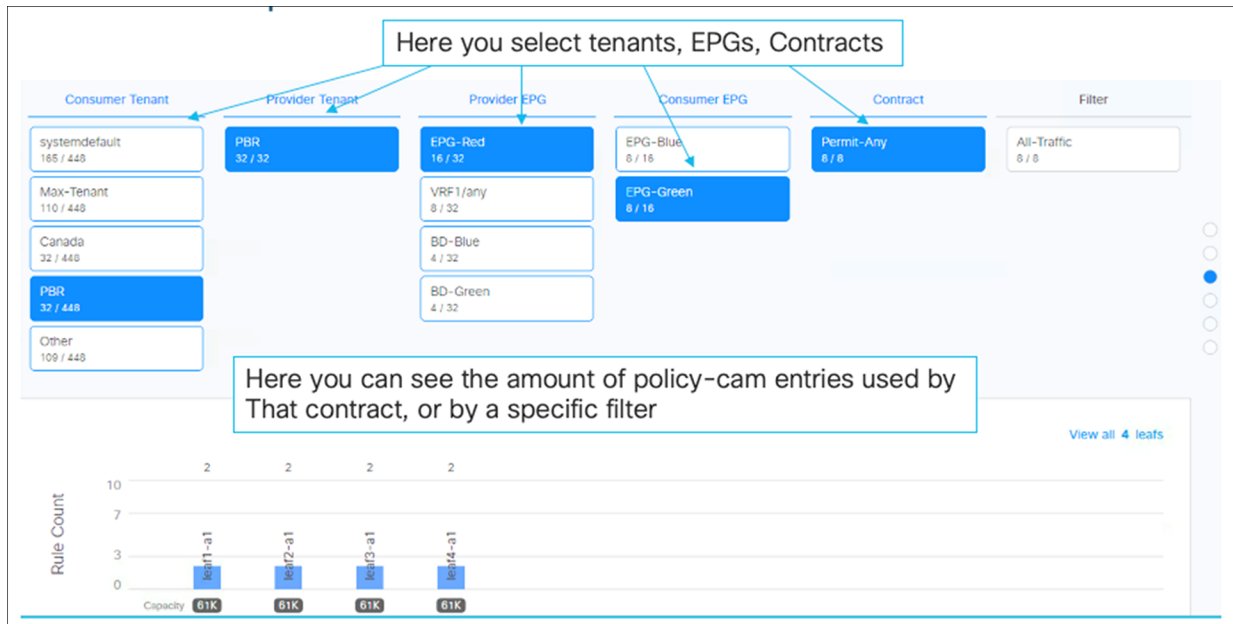 Here you select tenants, EPGs, Contracts
Consumer Tenant
Provider Tenant
Provider EPG
Consumer EPG
Contract
Filter
systemdefault
165 / 448
PBR
32 / 32
EPG-Red
16 / 32
EPG-Blue
8 / 16
Permit-Any
8 / 8
All-Traffic
8 / 8
Max-Tenant
110 / 448
VRF1/any
8 / 32
EPG-Green
8 / 16
Canada
32 / 448
BD-Blue
4 / 32
PBR
32 / 448
BD-Green
4 / 32
Other
109 / 448
Here you can see the amount of policy-cam entries used by
That contract, or by a specific filter
View all 4 leafs
2 2 2 2
Rule Count
10
7
3
0
leaf1-a1
leaf2-a1
leaf3-a1
leaf4-a1
Capacity 61K 61K 61K 61K